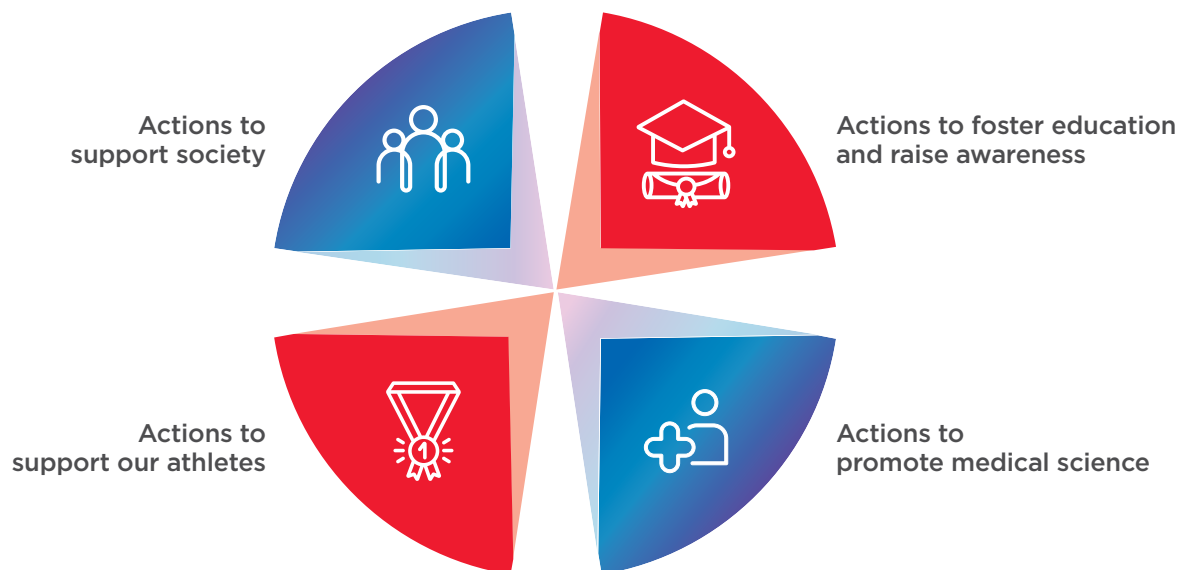 Actions to
support society
Actions to foster education
and raise awareness
Actions to
support our athletes
1
Actions to
promote medical science